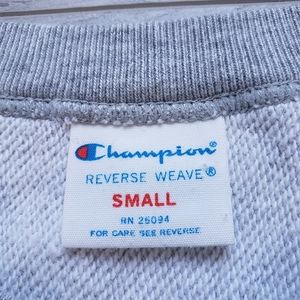 Champion®
REVERSE WEAVE®
SMALL
RN 26094
FOR CARE SEE REVERSE